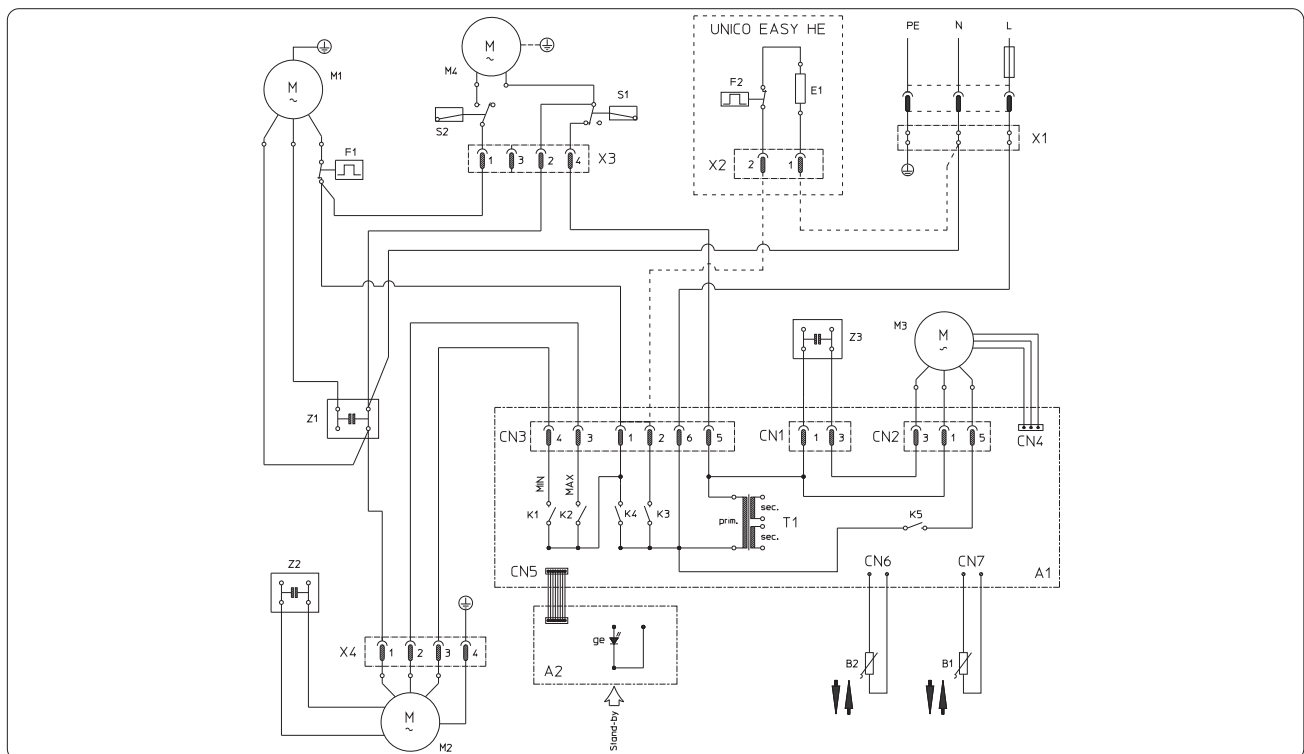 UNICO EASY HE
PE N L
M1
M ~
M4
M ~
S1
S2
F1
F2
E1
X3
1 3 2 4
X2
2 1
X1
M3
M ~
Z3
Z1
CN3
4 3 1 2 6 5
CN1
1 3
CN2
3 1 5
CN4
MIN
MAX
K1 K2 K4 K3
prim.
sec.
sec.
T1
K5
CN5
CN6
CN7
A1
Z2
X4
1 2 3 4
M ~
M2
ge
A2
Stand-by
B2
B1